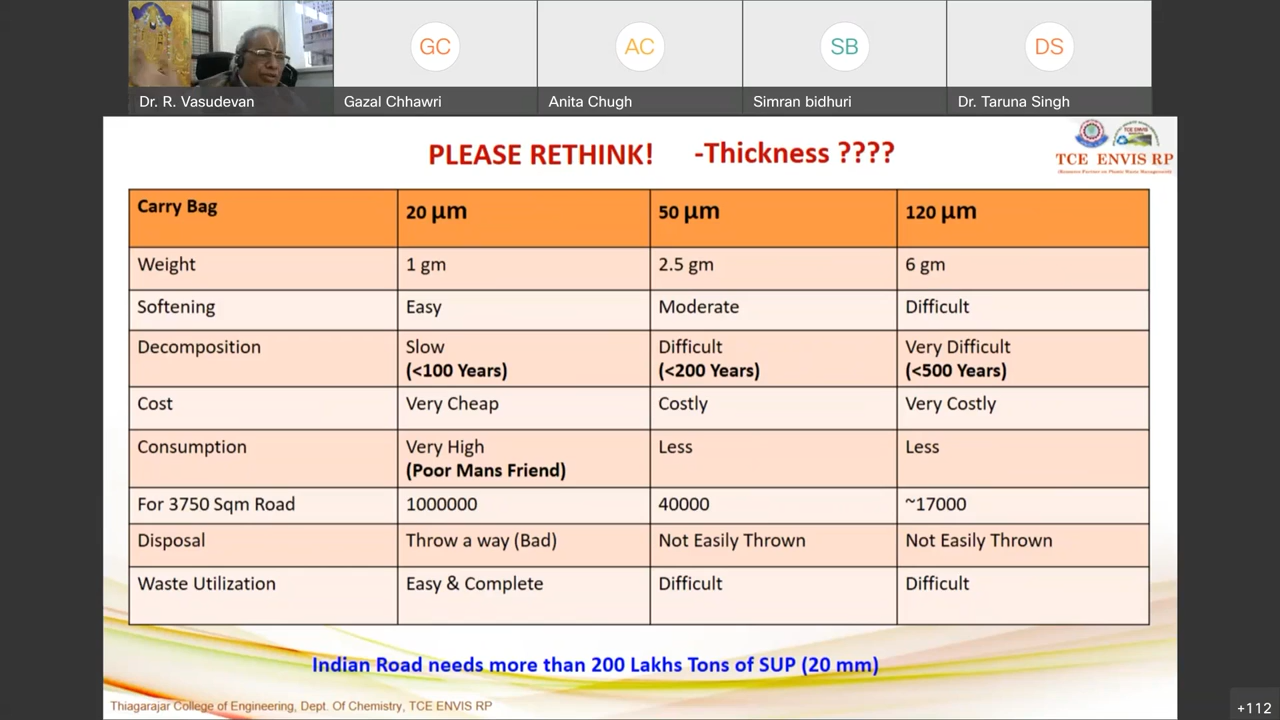 GC
AC
SB
DS
Dr. R. Vasudevan
Gazal Chhawri
Anita Chugh
Simran bidhuri
Dr. Taruna Singh
PLEASE RETHINK! -Thickness ????
TCE ENVIS RP
Carry Bag 20 µm 50 µm 120 µm
Weight 1 gm 2.5 gm 6 gm
Softening Easy Moderate Difficult
Decomposition Slow Difficult Very Difficult
(<100 Years) (<200 Years) (<500 Years)
Cost Very Cheap Costly Very Costly
Consumption Very High Less Less
(Poor Mans Friend)
For 3750 Sqm Road 1000000 40000 ~17000
Disposal Throw a way (Bad) Not Easily Thrown Not Easily Thrown
Waste Utilization Easy & Complete Difficult Difficult
Indian Road needs more than 200 Lakhs Tons of SUP (20 mm)
Thiagarajar College of Engineering, Dept. Of Chemistry, TCE ENVIS RP
+112